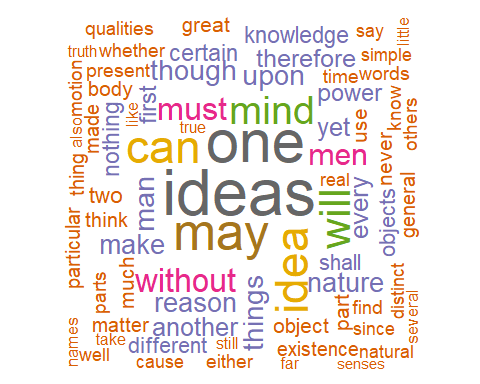 qualities great
knowledge say little
truth whether certain therefore simple
present though upon time words
body power
also motion made nothing like first must mind true yet use know others
can one men never
thing ideas real
two man will every objects general
think may
particular make idea shall
parts much without things nature distinct
reason part find several
matter another object since
names take different still existence natural
well cause either far senses